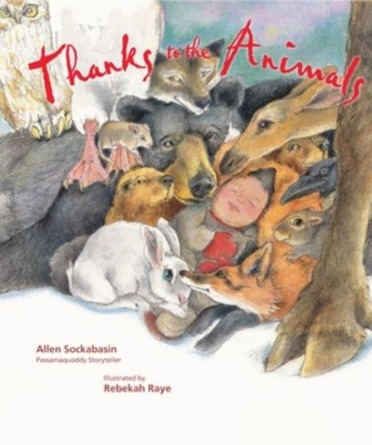 Thanks to the Animals
Allen Sockabasin
Passamaquoddy Storyteller
Illustrated by
Rebekah Raye